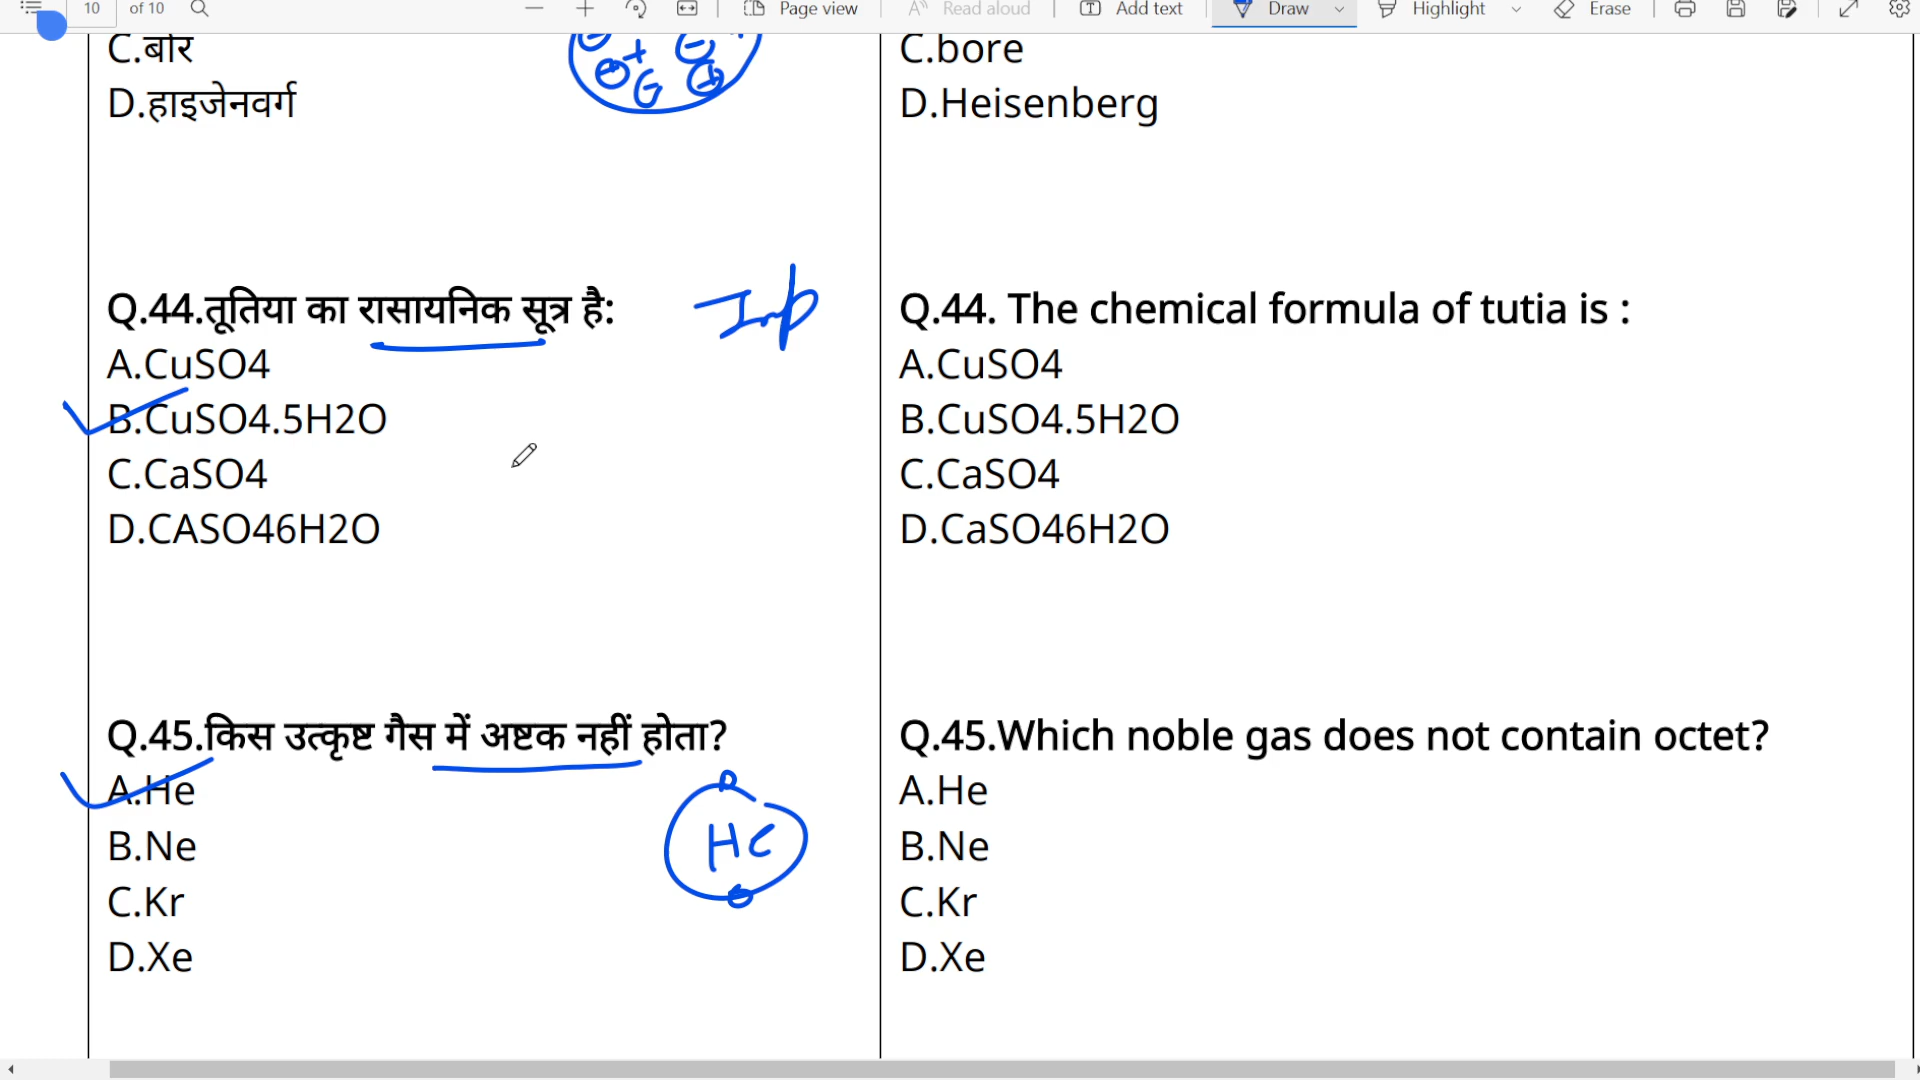 10 of 10 Page view Read aloud Add text Draw Highlight Erase
C.बोर
D.हाइजेनवर्ग
Q.44.तूतिया का रासायनिक सूत्र है:
Imp
A.CuSO4
B.CuSO4.5H2O
C.CaSO4
D.CASO46H2O
Q.45.किस उत्कृष्ट गैस में अष्टक नहीं होता?
A.He
B.Ne
C.Kr
D.Xe
He
C.bore
D.Heisenberg
Q.44. The chemical formula of tutia is :
A.CuSO4
B.CuSO4.5H2O
C.CaSO4
D.CaSO46H2O
Q.45.Which noble gas does not contain octet?
A.He
B.Ne
C.Kr
D.Xe